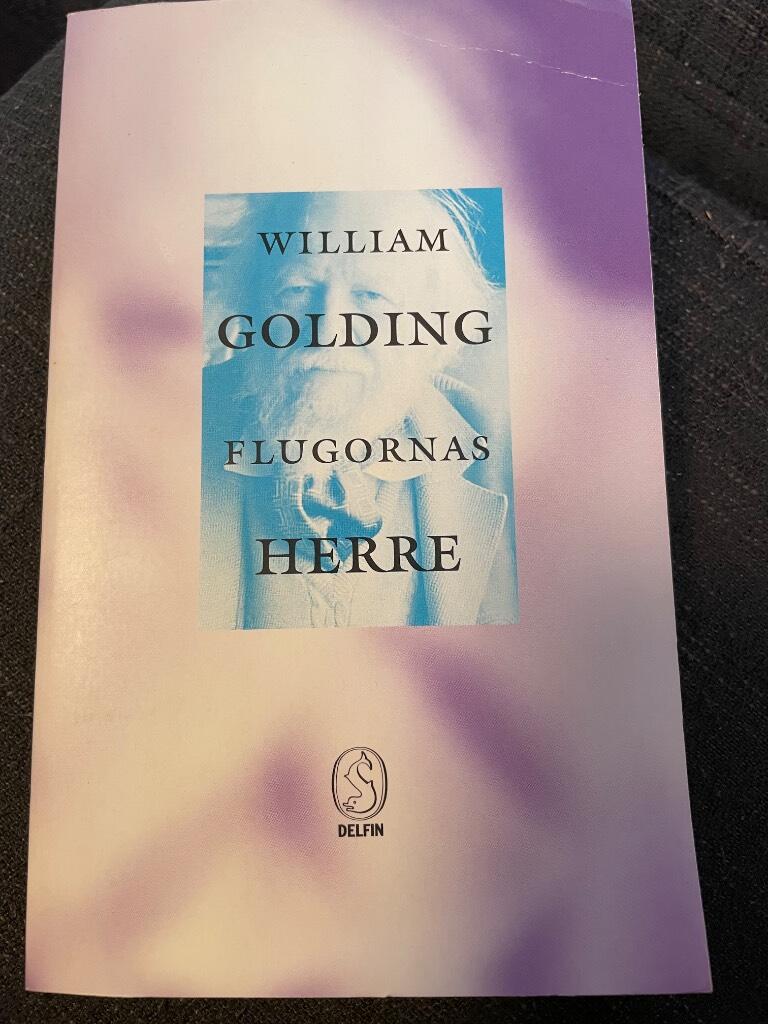 WILLIAM
GOLDING
FLUGORNAS
HERRE
DELFIN